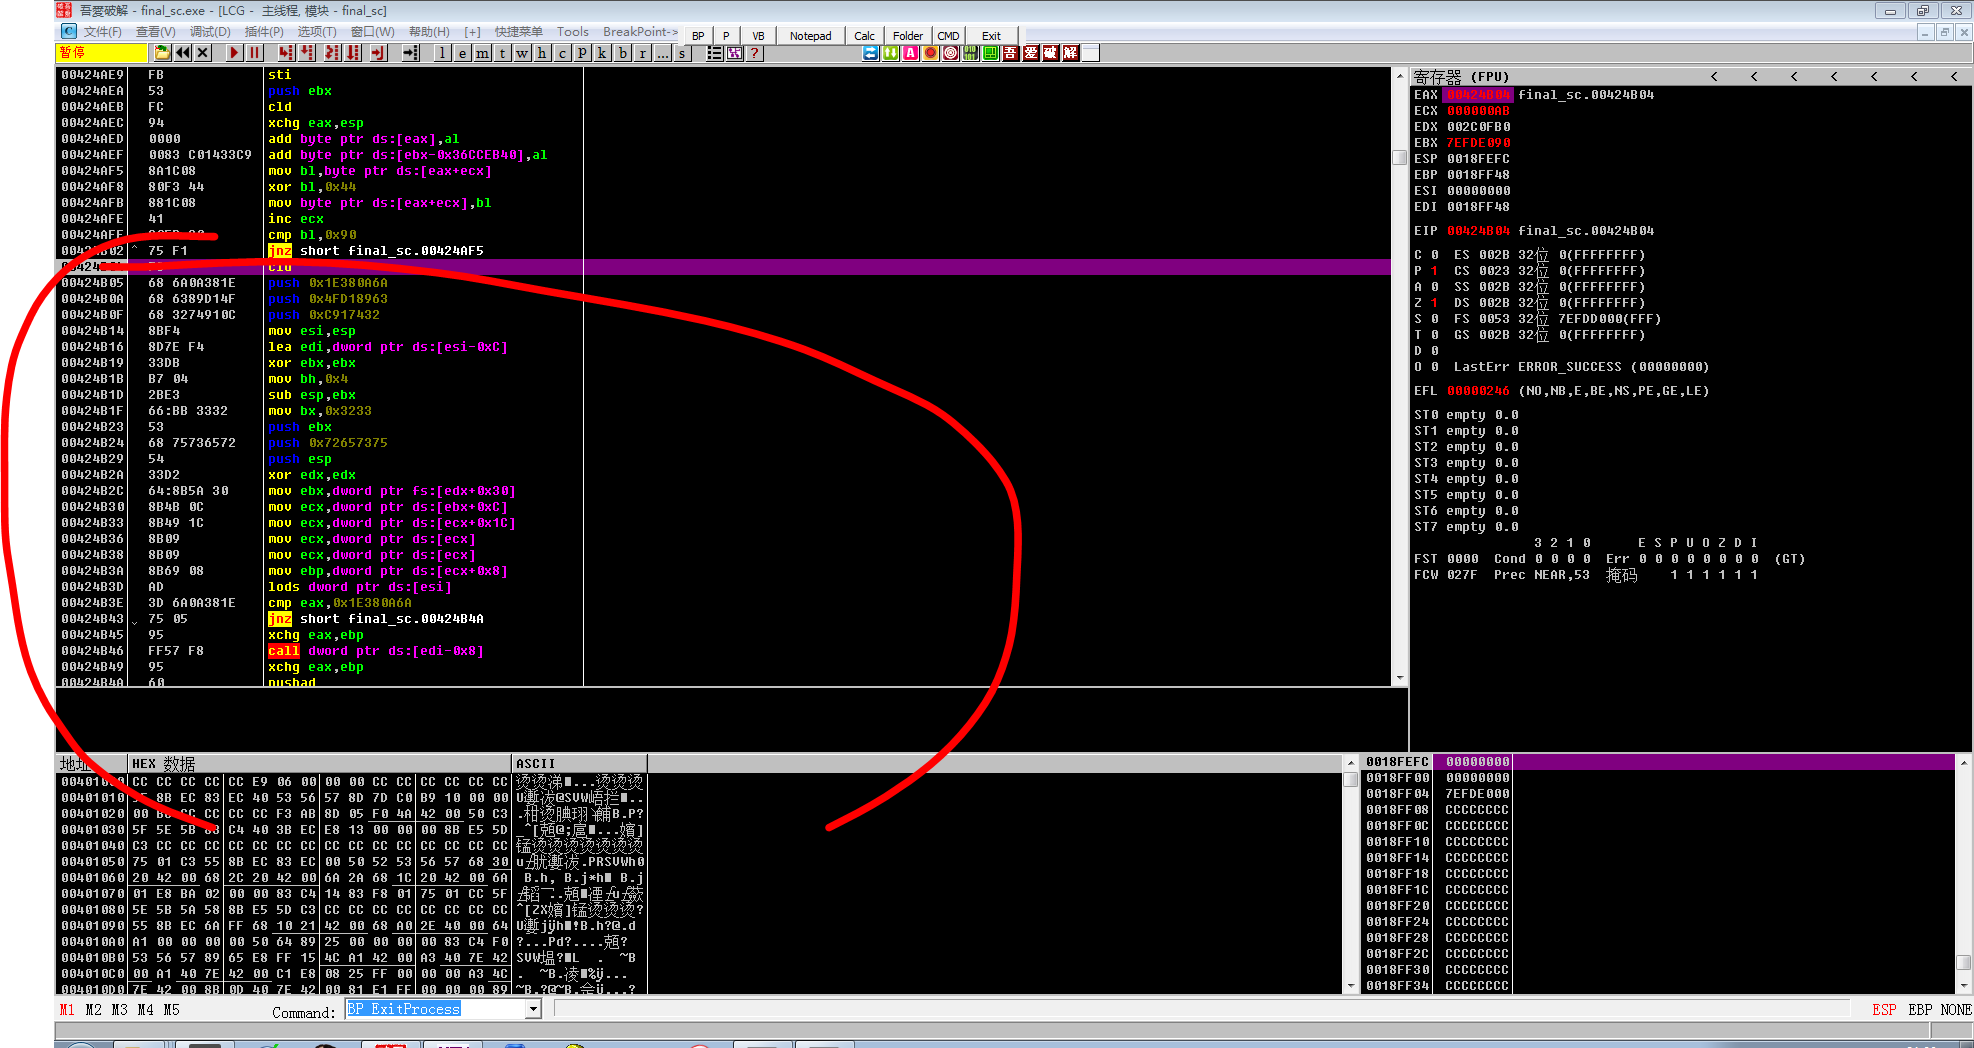 吾爱破解 - final_sc.exe - [LCG - 主线程, 模块 - final_sc]
文件(F) 查看(V) 调试(D) 插件(P) 选项(T) 窗口(W) 帮助(H) [+] 快捷菜单 Tools BreakPoint->
BP P VB Notepad Calc Folder CMD Exit
暂停 l e m t w h c p k b r ... s ? 吾 爱 破 解
00424AE9 FB sti
00424AEA 53 push ebx
00424AEB FC cld
00424AEC 94 xchg eax,esp
00424AED 0000 add byte ptr ds:[eax],al
00424AEF 0083 C01433C9 add byte ptr ds:[ebx-0x36CCEB40],al
00424AF5 8A1C08 mov bl,byte ptr ds:[eax+ecx]
00424AF8 80F3 44 xor bl,0x44
00424AFB 881C08 mov byte ptr ds:[eax+ecx],bl
00424AFE 41 inc ecx
00424AFF cmp bl,0x90
00424B02 75 F1 jnz short final_sc.00424AF5
cld
00424B05 68 6A0A381E push 0x1E380A6A
00424B0A 68 6389D14F push 0x4FD18963
00424B0F 68 3274910C push 0xC917432
00424B14 8BF4 mov esi,esp
00424B16 8D7E F4 lea edi,dword ptr ds:[esi-0xC]
00424B19 33DB xor ebx,ebx
00424B1B B7 04 mov bh,0x4
00424B1D 2BE3 sub esp,ebx
00424B1F 66:BB 3332 mov bx,0x3233
00424B23 53 push ebx
00424B24 68 75736572 push 0x72657375
00424B29 54 push esp
00424B2A 33D2 xor edx,edx
00424B2C 64:8B5A 30 mov ebx,dword ptr fs:[edx+0x30]
00424B30 8B4B 0C mov ecx,dword ptr ds:[ebx+0xC]
00424B33 8B49 1C mov ecx,dword ptr ds:[ecx+0x1C]
00424B36 8B09 mov ecx,dword ptr ds:[ecx]
00424B38 8B09 mov ecx,dword ptr ds:[ecx]
00424B3A 8B69 08 mov ebp,dword ptr ds:[ecx+0x8]
00424B3D AD lods dword ptr ds:[esi]
00424B3E 3D 6A0A381E cmp eax,0x1E380A6A
00424B43 75 05 jnz short final_sc.00424B4A
00424B45 95 xchg eax,ebp
00424B46 FF57 F8 call dword ptr ds:[edi-0x8]
00424B49 95 xchg eax,ebp
00424B4A 60 pushad
寄存器 (FPU) < < < < < < <
EAX 00424B04 final_sc.00424B04
ECX 000000AB
EDX 002C0FB0
EBX 7EFDE090
ESP 0018FEFC
EBP 0018FF48
ESI 00000000
EDI 0018FF48
EIP 00424B04 final_sc.00424B04
C 0 ES 002B 32位 0(FFFFFFFF)
P 1 CS 0023 32位 0(FFFFFFFF)
A 0 SS 002B 32位 0(FFFFFFFF)
Z 1 DS 002B 32位 0(FFFFFFFF)
S 0 FS 0053 32位 7EFDD000(FFF)
T 0 GS 002B 32位 0(FFFFFFFF)
D 0
O 0 LastErr ERROR_SUCCESS (00000000)
EFL 00000246 (NO,NB,E,BE,NS,PE,GE,LE)
ST0 empty 0.0
ST1 empty 0.0
ST2 empty 0.0
ST3 empty 0.0
ST4 empty 0.0
ST5 empty 0.0
ST6 empty 0.0
ST7 empty 0.0
3 2 1 0 E S P U O Z D I
FST 0000 Cond 0 0 0 0 Err 0 0 0 0 0 0 0 0 (GT)
FCW 027F Prec NEAR,53 掩码 1 1 1 1 1 1
HEX 数据 ASCII
CC CC CC CC CC E9 06 00 00 00 CC CC CC CC CC CC
00401010 8B EC 83 EC 40 53 56 57 8D 7D C0 B9 10 00 00
00401020 CC CC F3 AB 8D 05 F0 4A 42 00 50 C3
00401030 5F 5E 5B C4 40 3B EC E8 13 00 00 00 8B E5 5D
00401040 C3 CC CC CC CC CC CC CC CC CC CC CC CC CC CC CC
00401050 75 01 C3 55 8B EC 83 EC 00 50 52 53 56 57 68 30
00401060 20 42 00 68 2C 20 42 00 6A 2A 68 1C 20 42 00 6A
00401070 01 E8 BA 02 00 00 83 C4 14 83 F8 01 75 01 CC 5F
00401080 5E 5B 5A 58 8B E5 5D C3 CC CC CC CC CC CC CC CC
00401090 55 8B EC 6A FF 68 10 21 42 00 68 A0 2E 40 00 64
004010A0 A1 00 00 00 00 50 64 89 25 00 00 00 00 83 C4 F0
004010B0 53 56 57 89 65 E8 FF 15 4C A1 42 00 A3 40 7E 42
004010C0 00 A1 40 7E 42 00 C1 E8 08 25 FF 00 00 00 A3 4C
004010D0 7E 42 00 8B 0D 40 7E 42 00 81 E1 FF 00 00 00 89
0018FEFC 00000000
0018FF00 00000000
0018FF04 7EFDE000
0018FF08 CCCCCCCC
0018FF0C CCCCCCCC
0018FF10 CCCCCCCC
0018FF14 CCCCCCCC
0018FF18 CCCCCCCC
0018FF1C CCCCCCCC
0018FF20 CCCCCCCC
0018FF24 CCCCCCCC
0018FF28 CCCCCCCC
0018FF2C CCCCCCCC
0018FF30 CCCCCCCC
0018FF34 CCCCCCCC
M1 M2 M3 M4 M5 Command: BP ExitProcess ESP EBP NONE